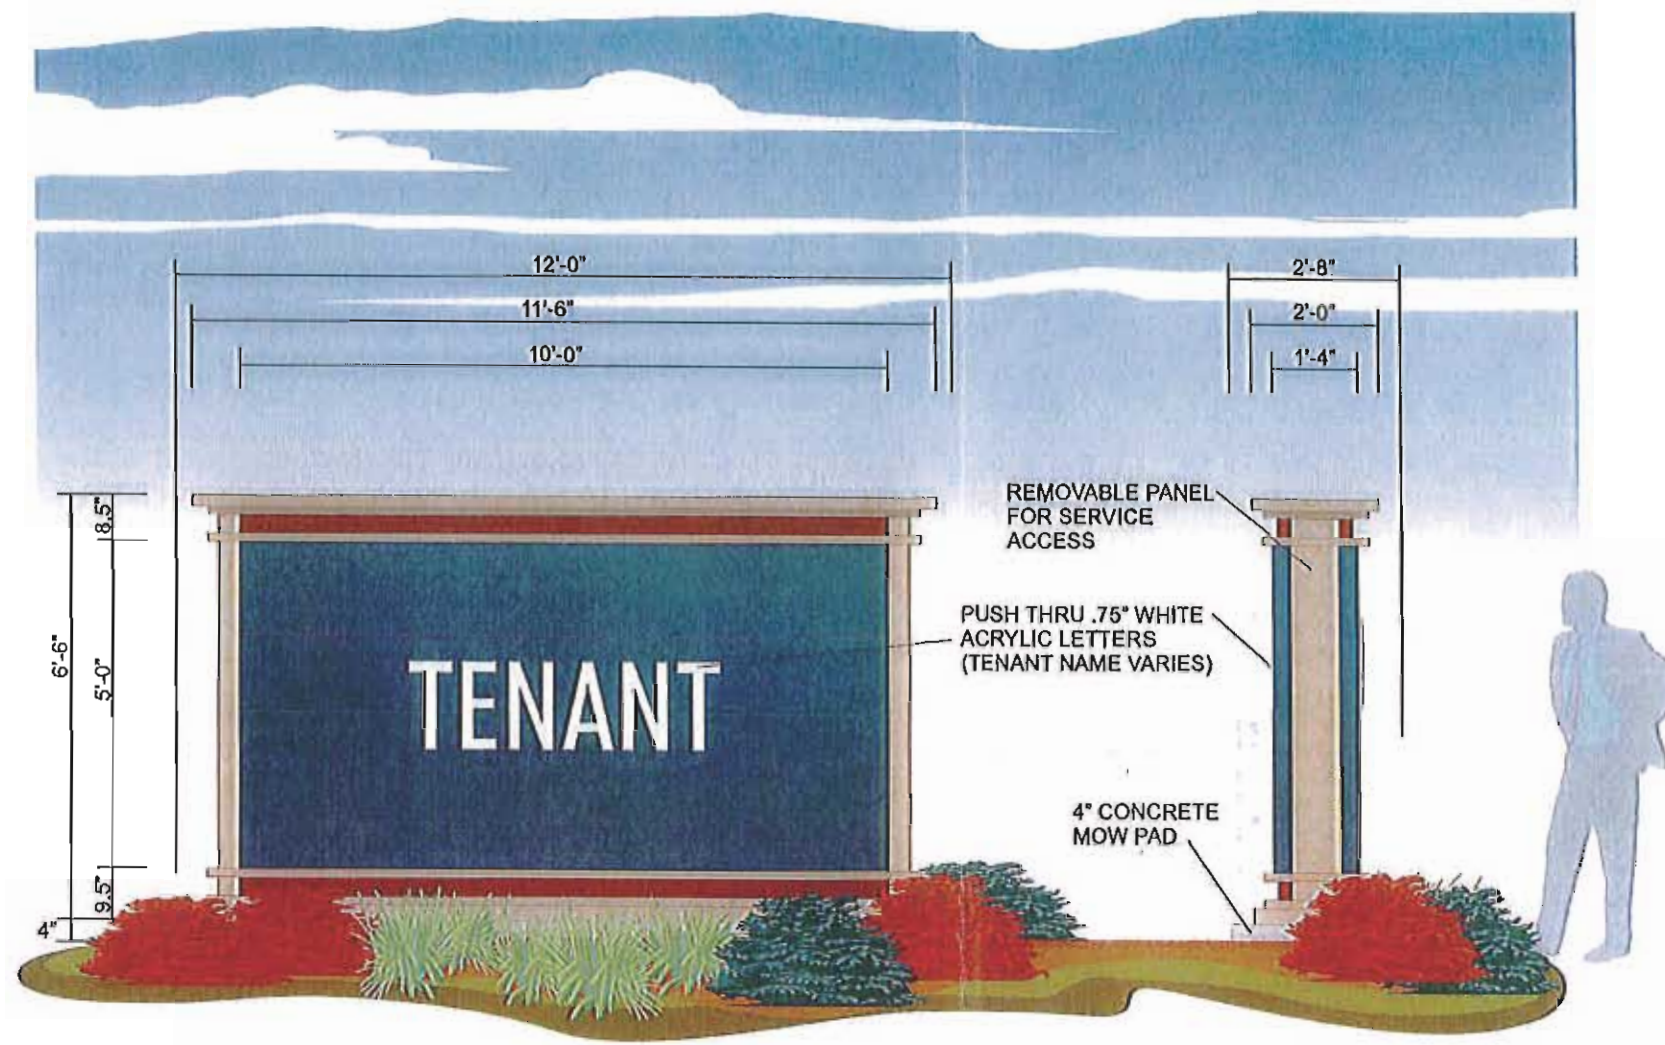 12'-0"
2'-8"
11'-6"
2'-0"
10'-0"
1'-4"
8.5"
6'-6"
5'-0"
9.5"
4"
REMOVABLE PANEL
FOR SERVICE
ACCESS
PUSH THRU .75" WHITE
ACRYLIC LETTERS
(TENANT NAME VARIES)
TENANT
4" CONCRETE
MOW PAD